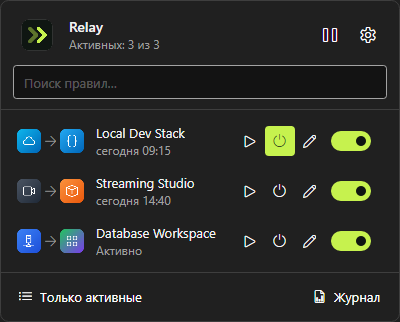 Relay
Активных: 3 из 3
Поиск правил...
Local Dev Stack
сегодня 09:15
Streaming Studio
сегодня 14:40
Database Workspace
Активно
Только активные
Журнал